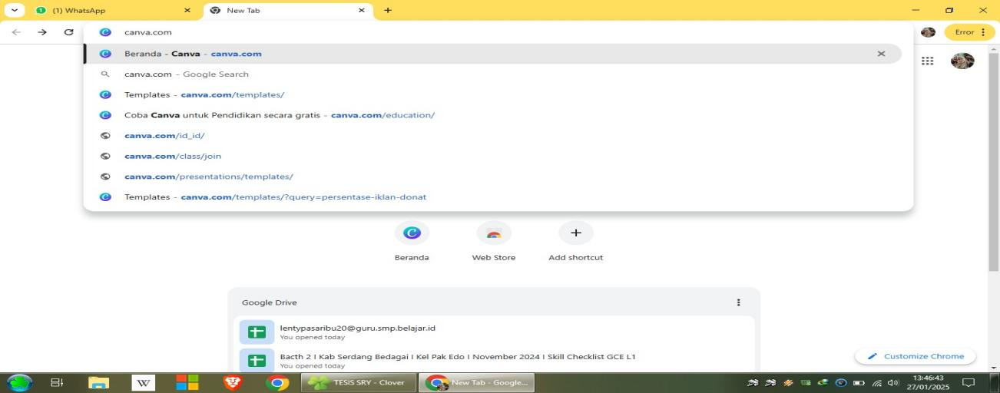 (1) WhatsApp
New Tab
canva.com
Error
Beranda - Canva - canva.com
canva.com - Google Search
Templates - canva.com/templates/
Coba Canva untuk Pendidikan secara gratis - canva.com/education/
canva.com/id_id/
canva.com/class/join
canva.com/presentations/templates/
Templates - canva.com/templates/?query=persentase-iklan-donat
Beranda
Web Store
Add shortcut
Google Drive
lentypasaribu20@guru.smp.belajar.id
You opened today
Bacth 2 I Kab Serdang Bedagai I Kel Pak Edo I November 2024 I Skill Checklist GCE L1
You opened today
Customize Chrome
W
TESIS SRY - Clover
New Tab - Google...
13:46:43
27/01/2025